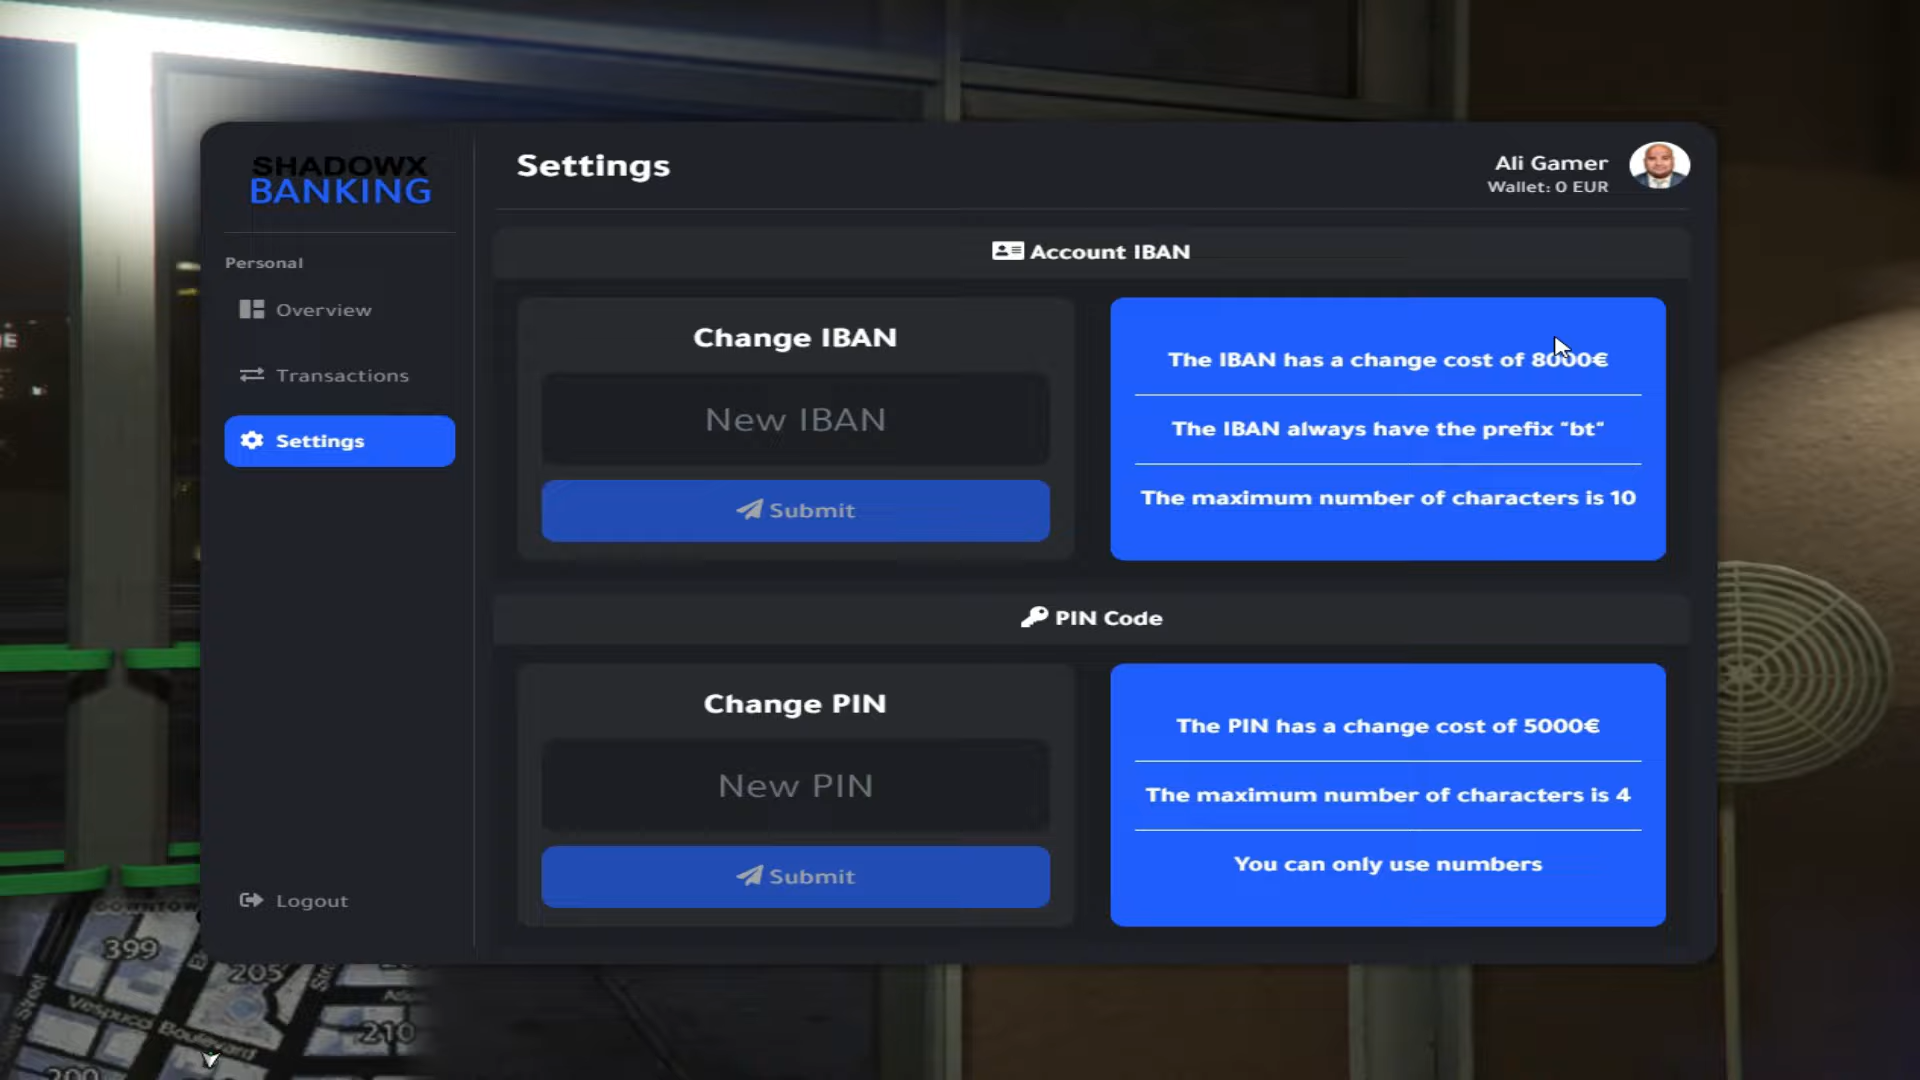 SHADOWX
BANKING
Settings
Ali Gamer
Wallet: 0 EUR
Personal
Overview
Transactions
Settings
Logout
Account IBAN
Change IBAN
New IBAN
Submit
The IBAN has a change cost of 8000€
The IBAN always have the prefix "bt"
The maximum number of characters is 10
PIN Code
Change PIN
New PIN
Submit
The PIN has a change cost of 5000€
The maximum number of characters is 4
You can only use numbers
399
205
Vespucci Boulevard
210
200